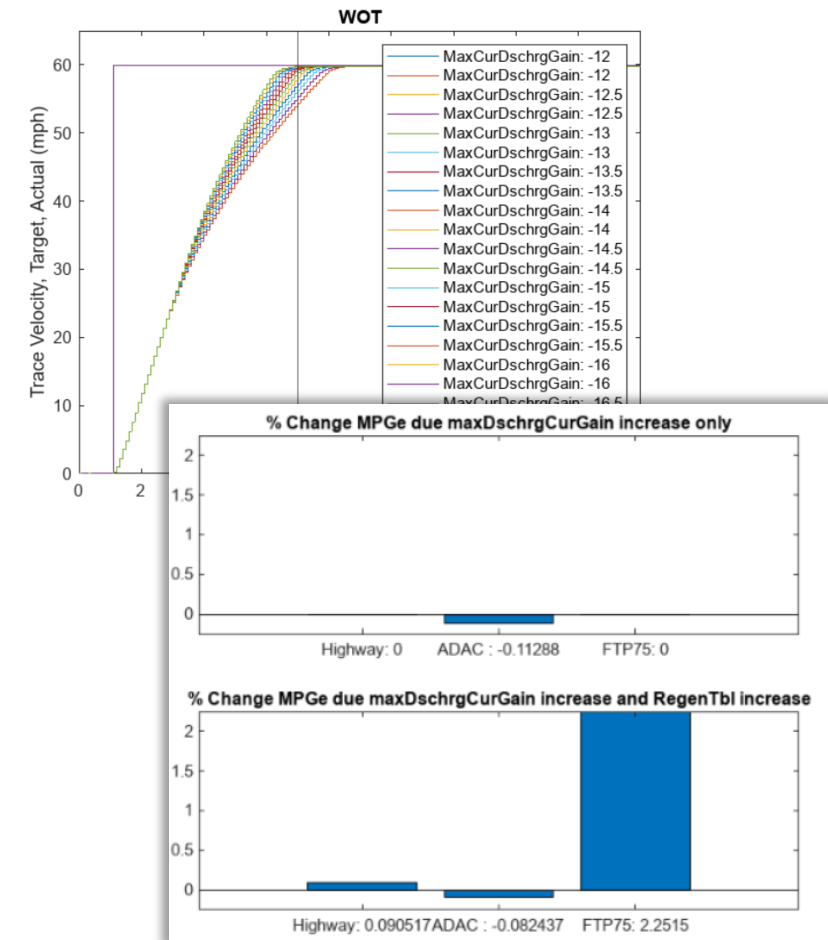 WOT
Trace Velocity, Target, Actual (mph)
60
50
40
30
20
10
0
0
2
MaxCurDschrgGain: -12
MaxCurDschrgGain: -12
MaxCurDschrgGain: -12.5
MaxCurDschrgGain: -12.5
MaxCurDschrgGain: -13
MaxCurDschrgGain: -13
MaxCurDschrgGain: -13.5
MaxCurDschrgGain: -13.5
MaxCurDschrgGain: -14
MaxCurDschrgGain: -14
MaxCurDschrgGain: -14.5
MaxCurDschrgGain: -14.5
MaxCurDschrgGain: -15
MaxCurDschrgGain: -15
MaxCurDschrgGain: -15.5
MaxCurDschrgGain: -15.5
MaxCurDschrgGain: -16
MaxCurDschrgGain: -16
MaxCurDschrgGain: -16.5
% Change MPGe due maxDschrgCurGain increase only
2
1.5
1
0.5
0
Highway: 0 ADAC : -0.11288 FTP75: 0
% Change MPGe due maxDschrgCurGain increase and RegenTbl increase
2
1.5
1
0.5
0
Highway: 0.090517ADAC : -0.082437 FTP75: 2.2515